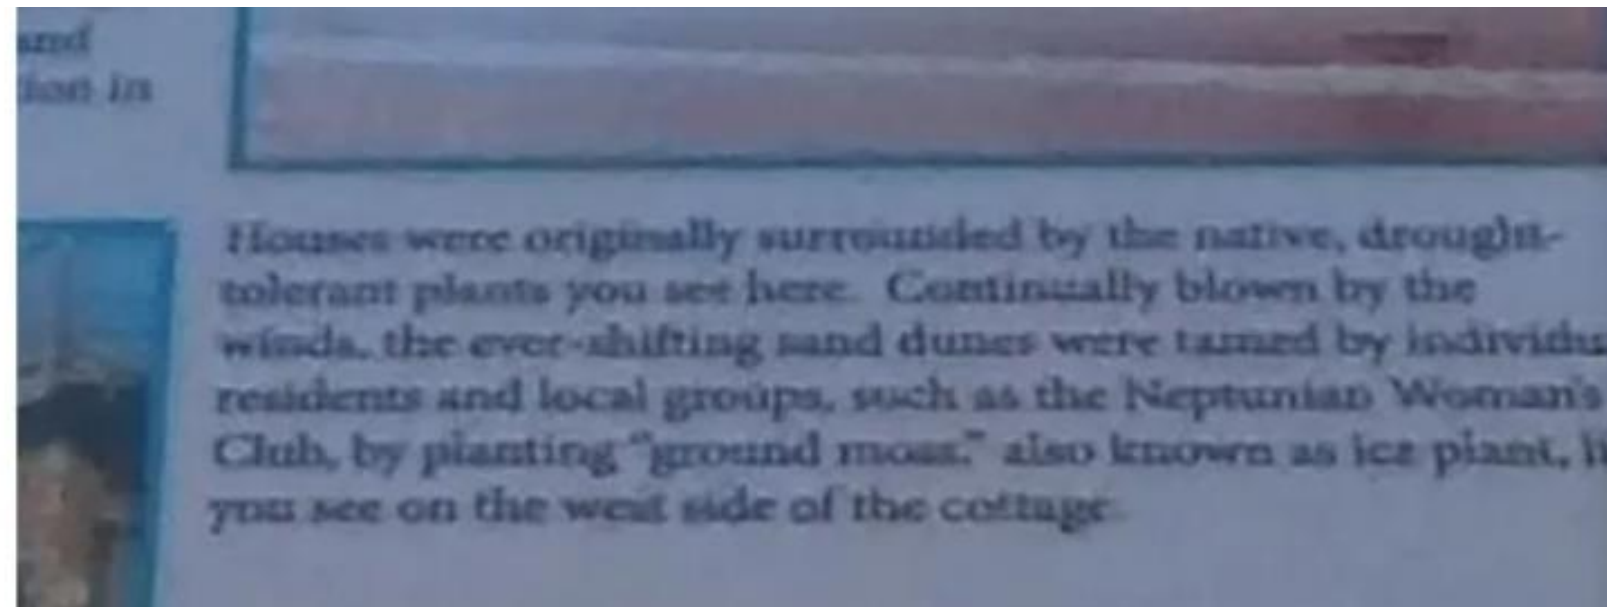 and
in
Houses were originally surrounded by the native, drought-
tolerant plants you see here. Continually blown by the
winds, the ever-shifting sand dunes were tamed by individu
residents and local groups, such as the Neptunian Woman's
Club, by planting "ground moss," also known as ice plant, li
you see on the west side of the cottage.